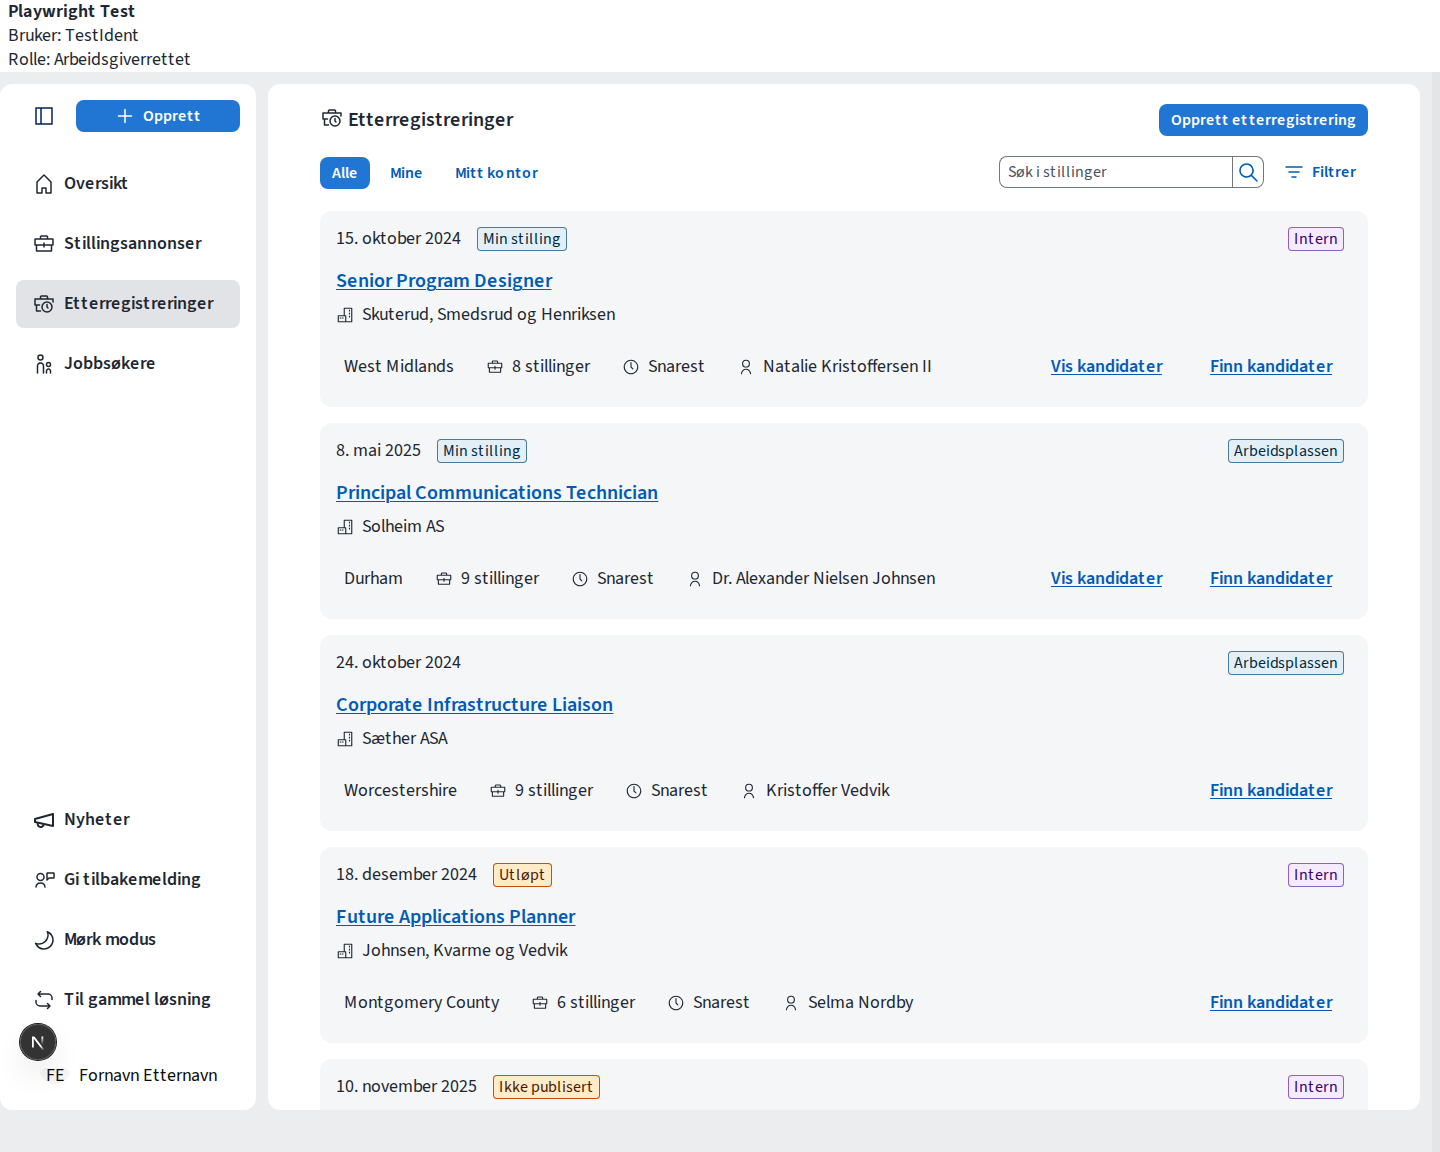 Playwright Test
Bruker: TestIdent
Rolle: Arbeidsgiverrettet
Opprett
Oversikt
Stillingsannonser
Etterregistreringer
Jobbsøkere
Nyheter
Gi tilbakemelding
Mørk modus
Til gammel løsning
N
FE Fornavn Etternavn
Etterregistreringer
Opprett etterregistrering
Alle Mine Mitt kontor
Søk i stillinger
Filtrer
15. oktober 2024 Min stilling Intern
Senior Program Designer
Skuterud, Smedsrud og Henriksen
West Midlands 8 stillinger Snarest Natalie Kristoffersen II Vis kandidater Finn kandidater
8. mai 2025 Min stilling Arbeidsplassen
Principal Communications Technician
Solheim AS
Durham 9 stillinger Snarest Dr. Alexander Nielsen Johnsen Vis kandidater Finn kandidater
24. oktober 2024 Arbeidsplassen
Corporate Infrastructure Liaison
Sæther ASA
Worcestershire 9 stillinger Snarest Kristoffer Vedvik Finn kandidater
18. desember 2024 Utløpt Intern
Future Applications Planner
Johnsen, Kvarme og Vedvik
Montgomery County 6 stillinger Snarest Selma Nordby Finn kandidater
10. november 2025 Ikke publisert Intern